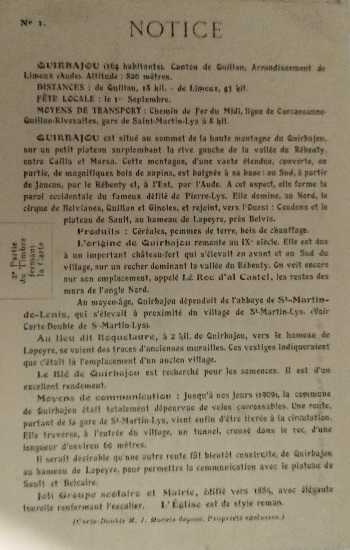 No 1.
NOTICE
QUIRBAJOU (164 habitants). Canton de Quillan, Arrondissement de
Limoux (Aude). Altitude : 820 mètres.
DISTANCES : de Quillan, 18 kil. - de Limoux, 43 kil.
FÊTE LOCALE : le 1er Septembre.
MOYENS DE TRANSPORT : Chemin de Fer du Midi, ligne de Carcassonne-
Quillan-Rivesaltes, gare de Saint-Martin-Lys à 8 kil.
QUIRBAJOU est situé au sommet de la haute montagne du Quirbajou,
sur un petit plateau surplombant la rive gauche de la vallée du Rébenty,
entre Cailla et Marsa. Cette montagne, d'une vaste étendue, couverte, en
partie, de magnifiques bois de sapins, est baignée à sa base : au Sud, à partir
de Joucou, par le Rébenty et, à l'Est, par l'Aude. A cet aspect, elle forme la
paroi occidentale du fameux défilé de Pierre-Lys. Elle domine, au Nord, le
cirque de Belvianes, Quillan et Ginoles, et rejoint, vers l'Ouest : Coudons et le
plateau de Sault, au hameau de Lapeyre, près Belvis.
Produits : Céréales, pommes de terre, bois de chauffage.
L'origine de Quirbajou remonte au IXe siècle. Elle est due
à un important château-fort qui s'élevait en avant et au Sud du
village, sur un rocher dominant la vallée du Rébenty. On voit encore
sur son emplacement, appelé Lé Roc d'al Castel, les restes des
murs de l'angle Nord.
Au moyen-âge, Quirbajou dépendait de l'abbaye de St-Martin-
de-Lenis, qui s'élevait à proximité du village de St-Martin-Lys. (Voir
Carte-Double de St-Martin-Lys).
Au lieu dit Roquelaure, à 2 kil. de Quirbajou, vers le hameau de
Lapeyre, se voient des traces d'anciennes murailles. Ces vestiges indiqueraient
que c'était là l'emplacement d'un ancien village.
Le Blé de Quirbajou est recherché pour les semences. Il est d'un
excellent rendement.
Moyens de communication : Jusqu'à nos jours (1909), la commune
de Quirbajou était totalement dépourvue de voies carrossables. Une route,
partant de la gare de St-Martin-Lys, vient enfin d'être livrée à la circulation.
Elle traverse, à l'entrée du village, un tunnel, creusé dans le roc, d'une
longueur d'environ 60 mètres.
Il serait désirable qu'une autre route fût bientôt construite, de Quirbajou
au hameau de Lapeyre, pour permettre la communication avec le plateau de
Sault et Belcaire.
Joli Groupe scolaire et Mairie, édifié vers 1885, avec élégante
tourelle renfermant l'escalier. L'Église est de style roman.
(Carte-Double M. J. Modèle déposé. Propriété exclusive.)
2e Partie
du Timbre
fermant
la Carte